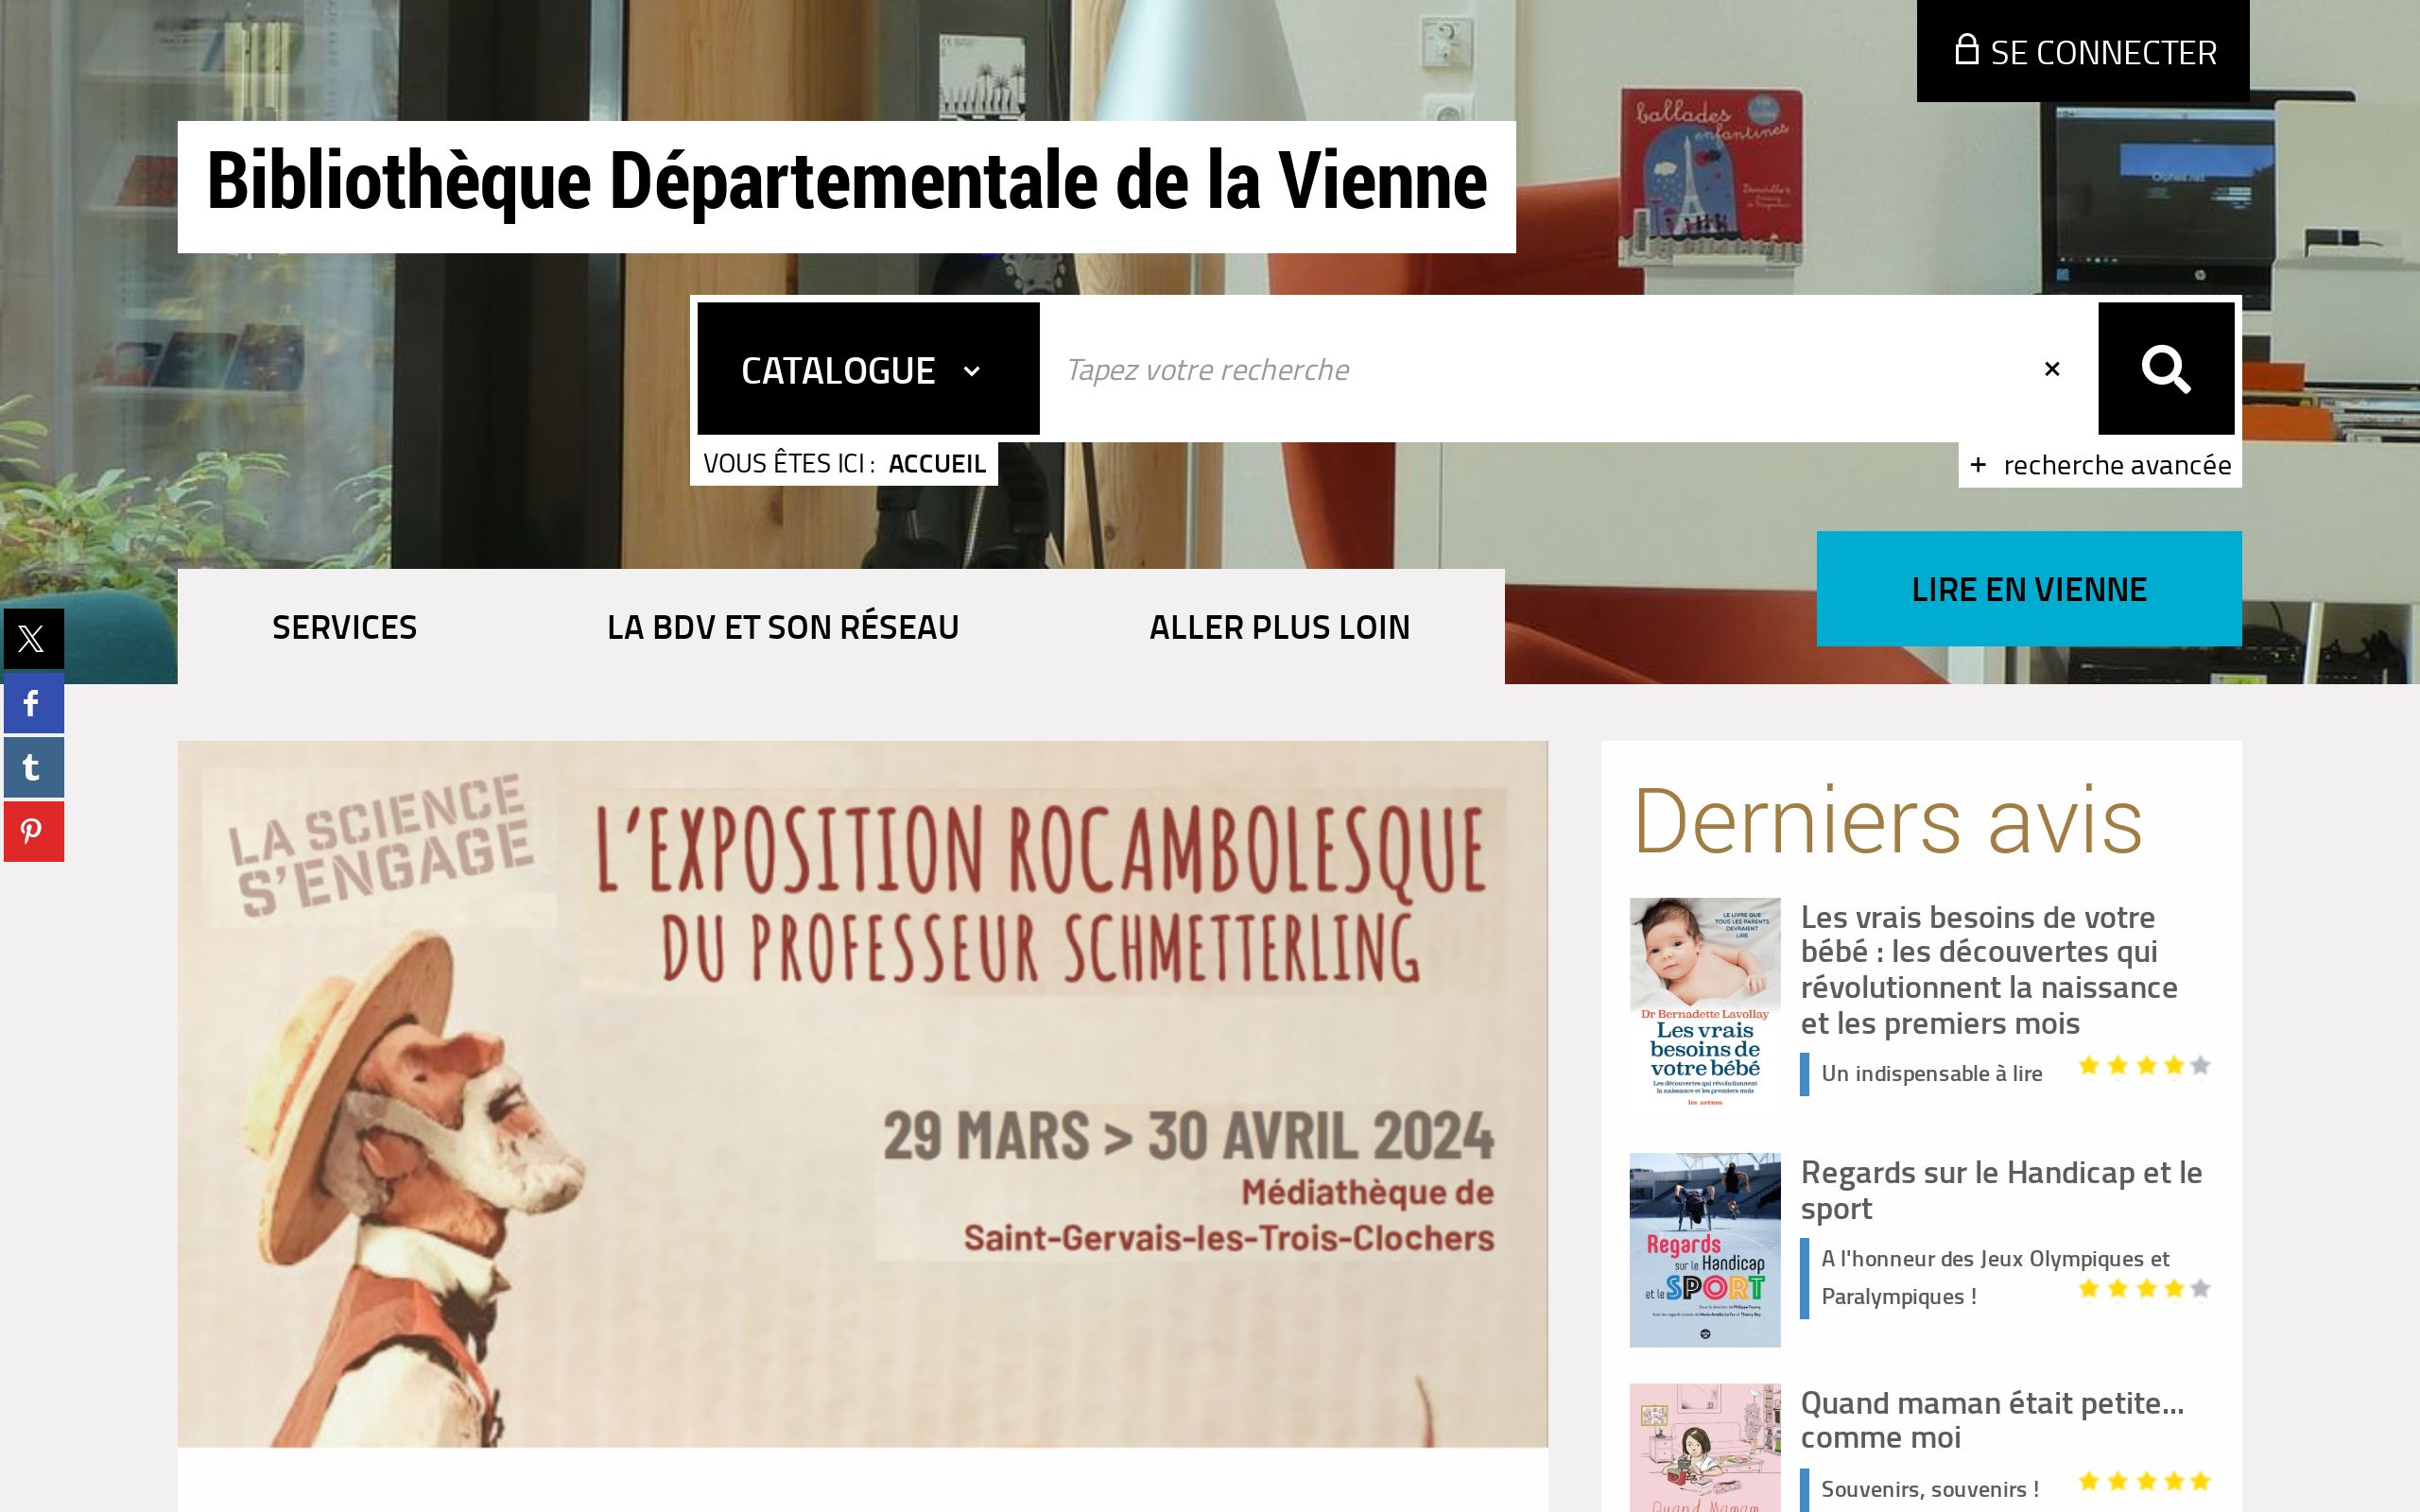 SE CONNECTER
ballades
enfantines
Bibliothèque Départementale de la Vienne
CATALOGUE
Tapez votre recherche
×
VOUS ÊTES ICI : ACCUEIL
+ recherche avancée
LIRE EN VIENNE
SERVICES
LA BDV ET SON RÉSEAU
ALLER PLUS LOIN
LA SCIENCE
S'ENGAGE
L'EXPOSITION ROCAMBOLESQUE
DU PROFESSEUR SCHMETTERLING
29 MARS > 30 AVRIL 2024
Médiathèque de
Saint-Gervais-les-Trois-Clochers
Derniers avis
LE LIVRE QUE
TOUS LES PARENTS
DEVRAIENT
LIRE
Dr Bernadette Lavollay
Les vrais
besoins de
votre bébé
Les découvertes qui révolutionnent
la naissance et les premiers mois
les arènes
Les vrais besoins de votre
bébé : les découvertes qui
révolutionnent la naissance
et les premiers mois
Un indispensable à lire
Regards
sur le Handicap
et le SPORT
Regards sur le Handicap et le
sport
A l'honneur des Jeux Olympiques et
Paralympiques !
Quand Maman
Quand maman était petite...
comme moi
Souvenirs, souvenirs !